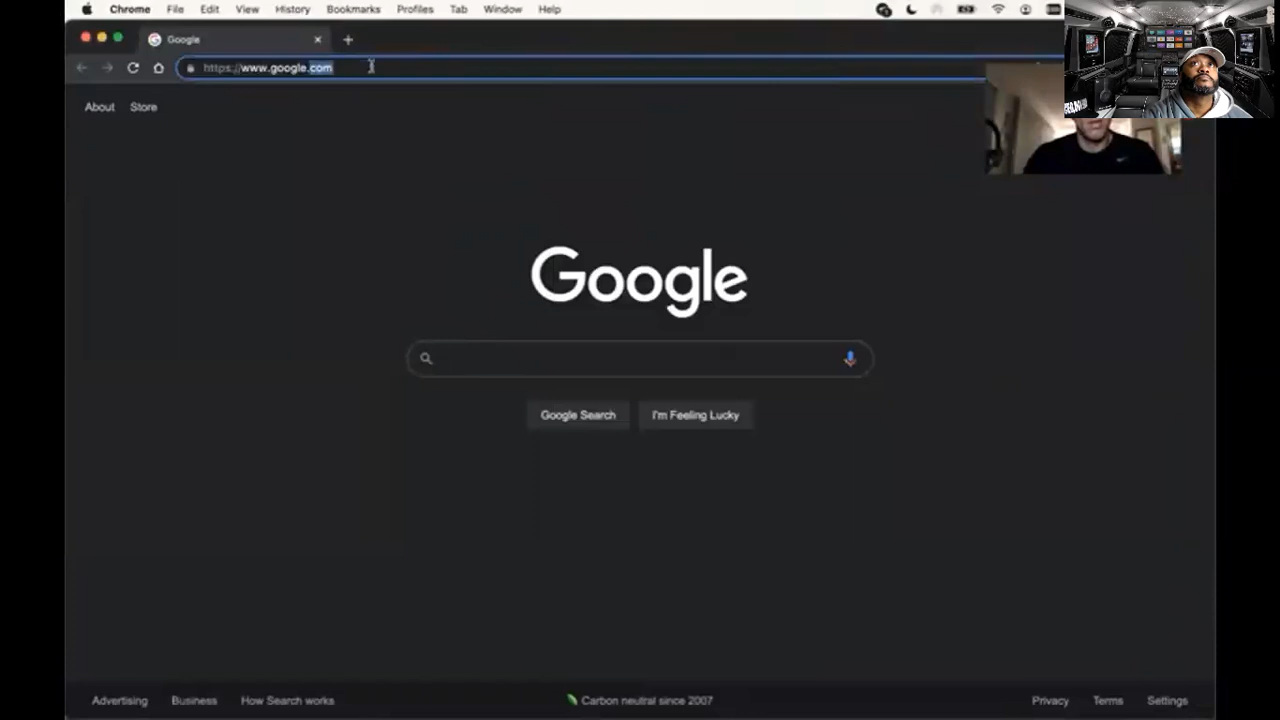 Chrome File Edit View History Bookmarks Profiles Tab Window Help
Google
https://www.google.com
About Store
Google
Google Search I'm Feeling Lucky
Advertising Business How Search works Carbon neutral since 2007 Privacy Terms Settings